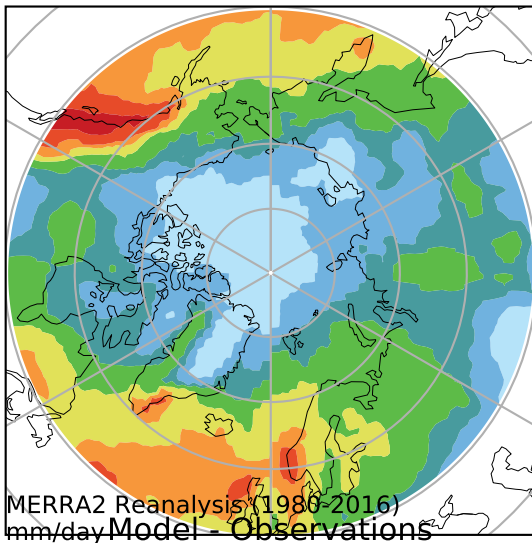 MERRA2 Reanalysis (1980-2016)
mm/day Model - Observations